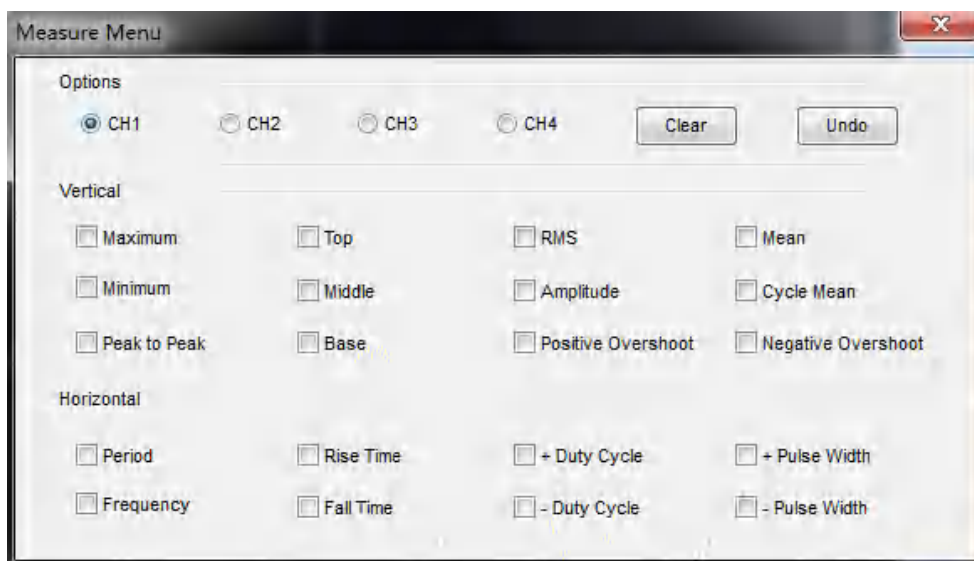 Measure Menu
Options
CH1 CH2 CH3 CH4 Clear Undo
Vertical
Maximum Top RMS Mean
Minimum Middle Amplitude Cycle Mean
Peak to Peak Base Positive Overshoot Negative Overshoot
Horizontal
Period Rise Time + Duty Cycle + Pulse Width
Frequency Fall Time - Duty Cycle - Pulse Width